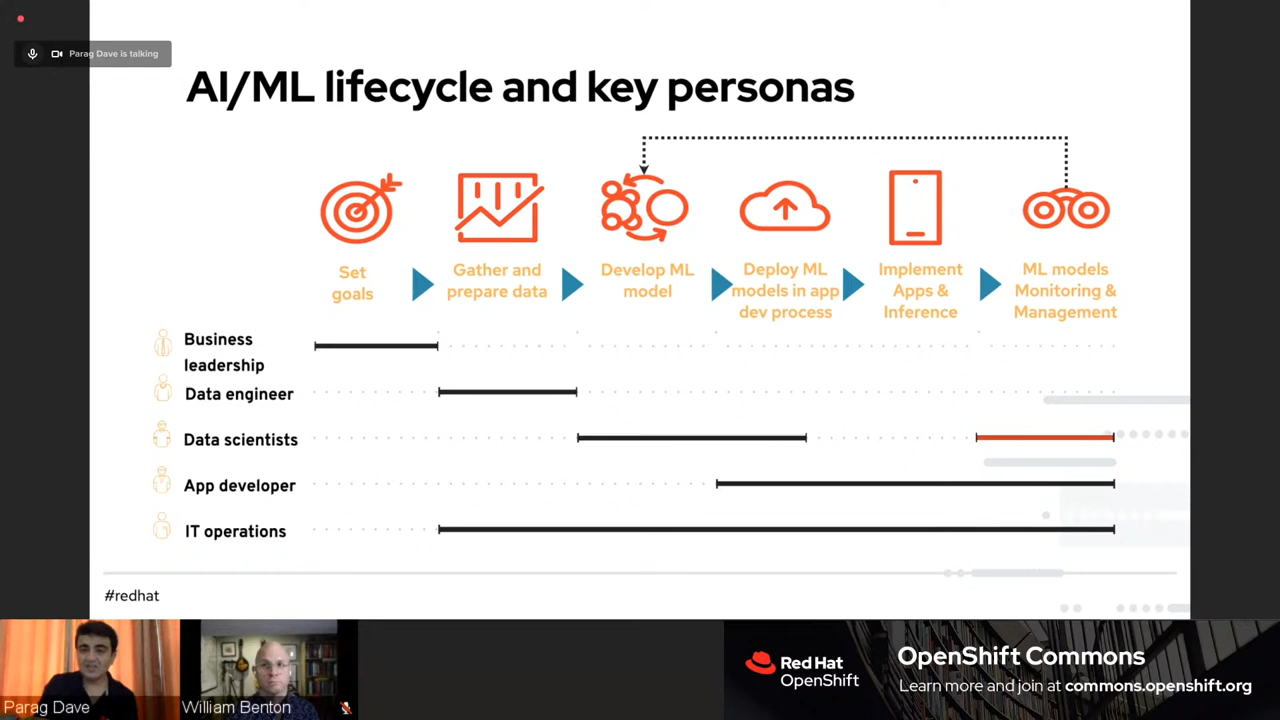 Parag Dave is talking
AI/ML lifecycle and key personas
Set
goals
Gather and
prepare data
Develop ML
model
Deploy ML
models in app
dev process
Implement
Apps &
Inference
ML models
Monitoring &
Management
Business
leadership
Data engineer
Data scientists
App developer
IT operations
#redhat
Parag Dave
William Benton
Red Hat
OpenShift
OpenShift Commons
Learn more and join at commons.openshift.org